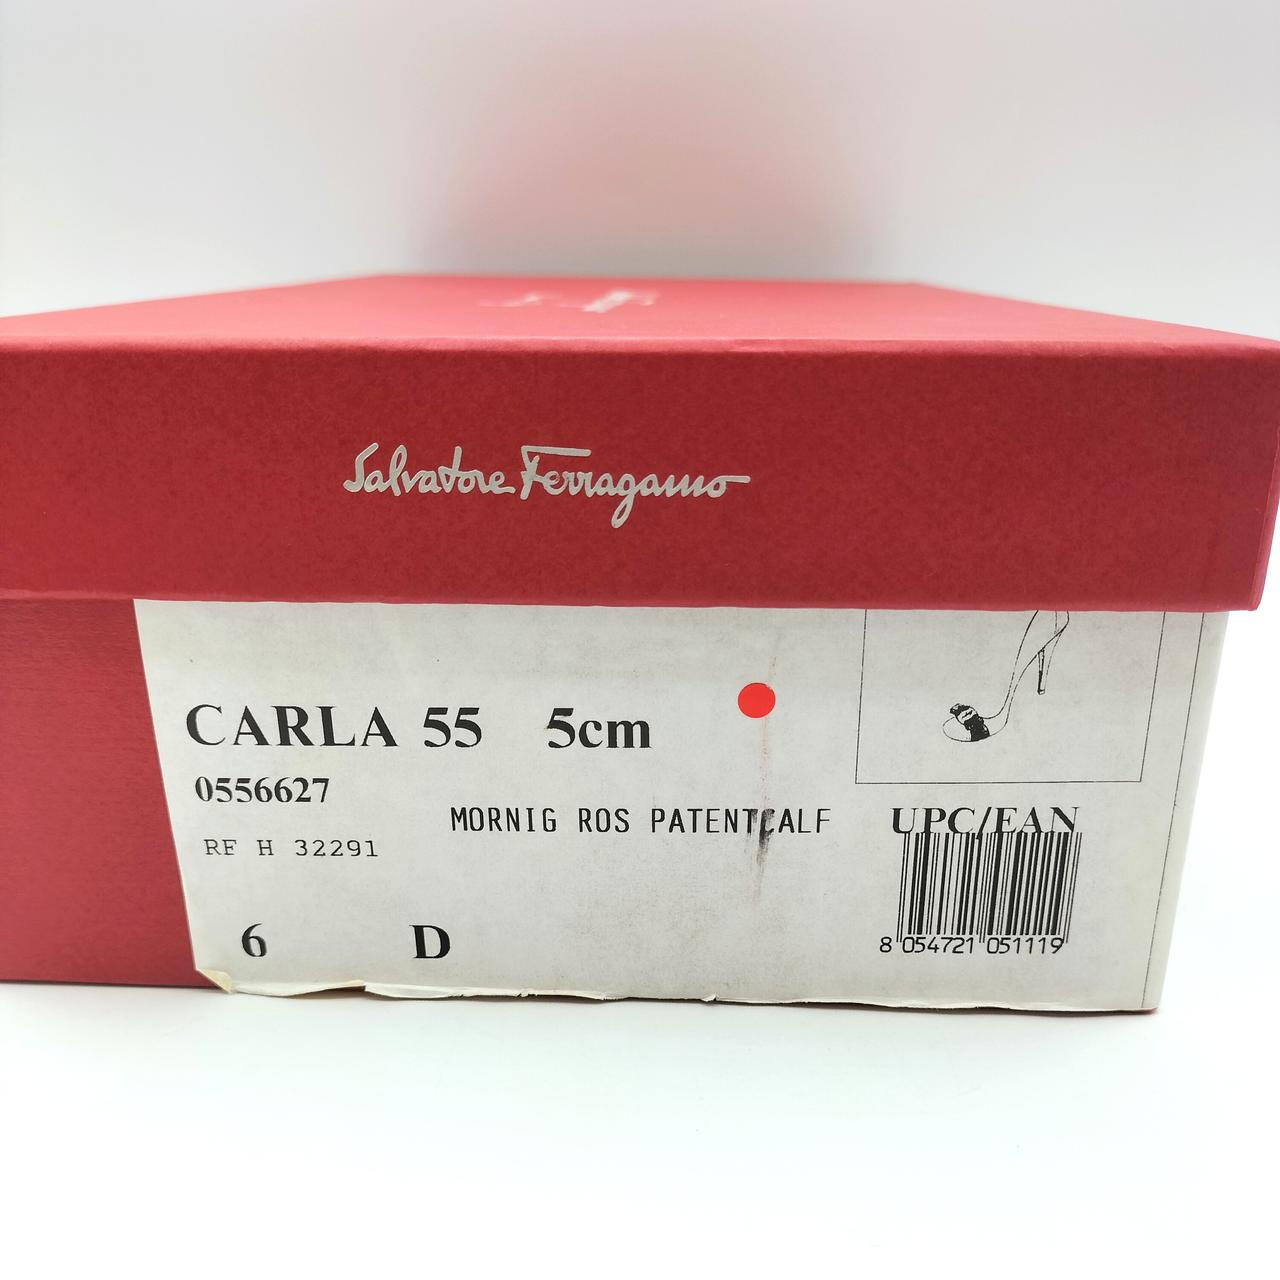 Salvatore Ferragamo
CARLA 55 5cm
0556627
MORNIG ROS PATENTCALF
RF H 32291
6 D
UPC/EAN
8 054721 051119